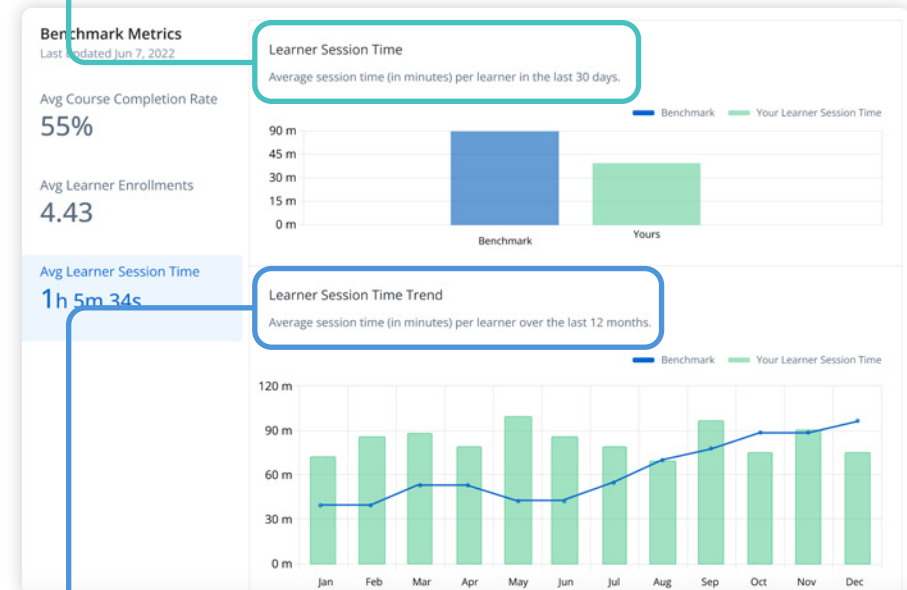 Benchmark Metrics
Last Updated Jun 7, 2022
Avg Course Completion Rate
55%
Avg Learner Enrollments
4.43
Avg Learner Session Time
1h 5m 34s
Learner Session Time
Average session time (in minutes) per learner in the last 30 days.
Benchmark Your Learner Session Time
90 m
45 m
30 m
15 m
0 m
Benchmark Yours
Learner Session Time Trend
Average session time (in minutes) per learner over the last 12 months.
Benchmark Your Learner Session Time
120 m
90 m
60 m
30 m
0 m
Jan Feb Mar Apr May Jun Jul Aug Sep Oct Nov Dec